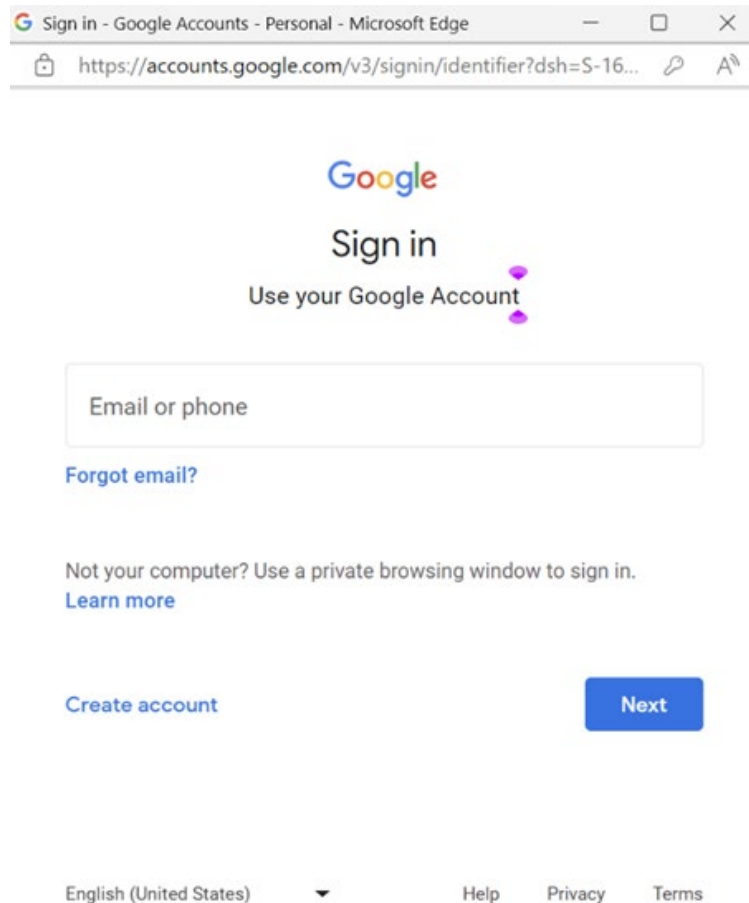 Sign in - Google Accounts - Personal - Microsoft Edge
https://accounts.google.com/v3/signin/identifier?dsh=S-16...
Google
Sign in
Use your Google Account
Email or phone
Forgot email?
Not your computer? Use a private browsing window to sign in.
Learn more
Create account Next
English (United States) Help Privacy Terms